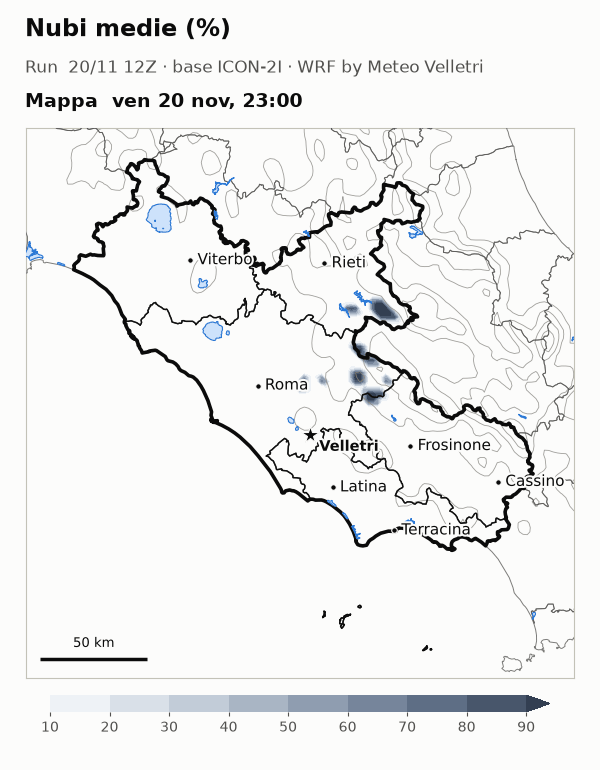 Nubi medie (%)
Run  20/11 12Z · base ICON-2I · WRF by Meteo Velletri
Mappa  ven 20 nov, 23:00
Viterbo
Rieti
Roma
Velletri
Frosinone
Latina
Cassino
Terracina
50 km
10 20 30 40 50 60 70 80 90